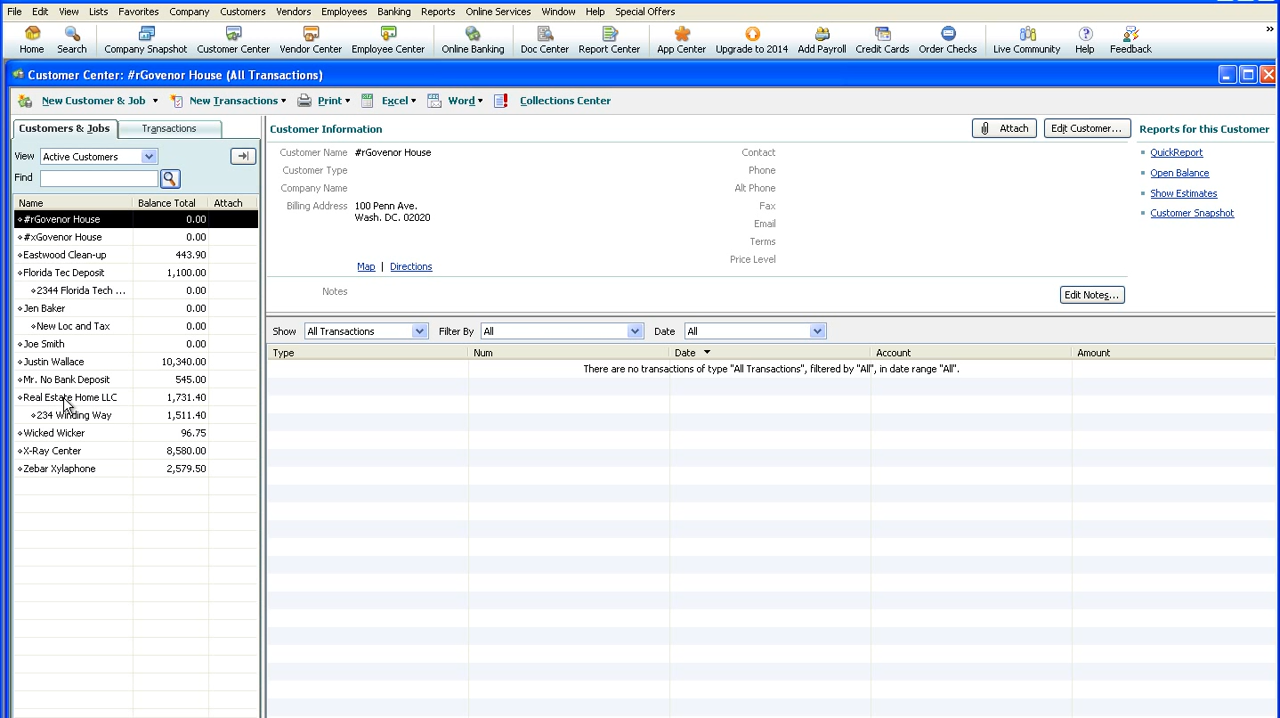 File Edit View Lists Favorites Company Customers Vendors Employees Banking Reports Online Services Window Help Special Offers
Home Search Company Snapshot Customer Center Vendor Center Employee Center Online Banking Doc Center Report Center App Center Upgrade to 2014 Add Payroll Credit Cards Order Checks Live Community Help Feedback »
Customer Center: #rGovenor House (All Transactions)
New Customer & Job New Transactions Print Excel Word Collections Center
Customers & Jobs Transactions
View Active Customers
Find
Name Balance Total Attach
#rGovenor House 0.00
#xGovenor House 0.00
Eastwood Clean-up 443.90
Florida Tec Deposit 1,100.00
2344 Florida Tech ... 0.00
Jen Baker 0.00
New Loc and Tax 0.00
Joe Smith 0.00
Justin Wallace 10,340.00
Mr. No Bank Deposit 545.00
Real Estate Home LLC 1,731.40
234 Winding Way 1,511.40
Wicked Wicker 96.75
X-Ray Center 8,580.00
Zebar Xylaphone 2,579.50
Customer Information Attach Edit Customer...
Customer Name #rGovenor House
Customer Type
Company Name
Billing Address 100 Penn Ave.
Wash. DC. 02020
Map | Directions
Notes
Contact
Phone
Alt Phone
Fax
Email
Terms
Price Level
Edit Notes...
Reports for this Customer
QuickReport
Open Balance
Show Estimates
Customer Snapshot
Show All Transactions Filter By All Date All
Type Num Date Account Amount
There are no transactions of type "All Transactions", filtered by "All", in date range "All".